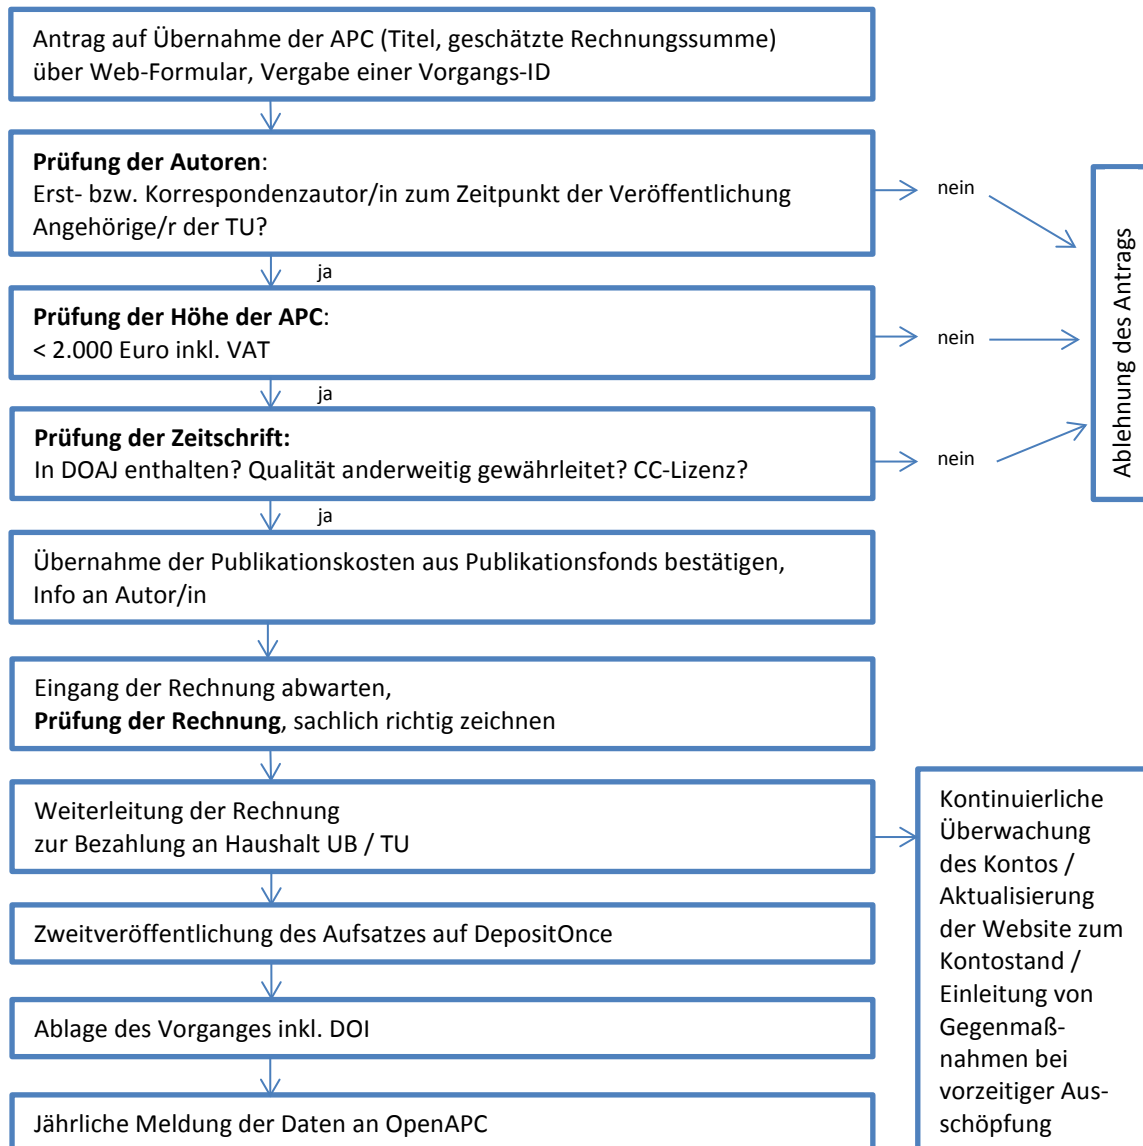 Antrag auf Übernahme der APC (Titel, geschätzte Rechnungssumme)
über Web-Formular, Vergabe einer Vorgangs-ID
Prüfung der Autoren:
Erst- bzw. Korrespondenzautor/in zum Zeitpunkt der Veröffentlichung
Angehörige/r der TU?
nein
ja
Prüfung der Höhe der APC:
< 2.000 Euro inkl. VAT
nein
ja
Prüfung der Zeitschrift:
In DOAJ enthalten? Qualität anderweitig gewährleitet? CC-Lizenz?
nein
ja
Ablehnung des Antrags
Übernahme der Publikationskosten aus Publikationsfonds bestätigen,
Info an Autor/in
Eingang der Rechnung abwarten,
Prüfung der Rechnung, sachlich richtig zeichnen
Weiterleitung der Rechnung
zur Bezahlung an Haushalt UB / TU
Kontinuierliche
Überwachung
des Kontos /
Aktualisierung
der Website zum
Kontostand /
Einleitung von
Gegenmaß-
nahmen bei
vorzeitiger Aus-
schöpfung
Zweitveröffentlichung des Aufsatzes auf DepositOnce
Ablage des Vorganges inkl. DOI
Jährliche Meldung der Daten an OpenAPC